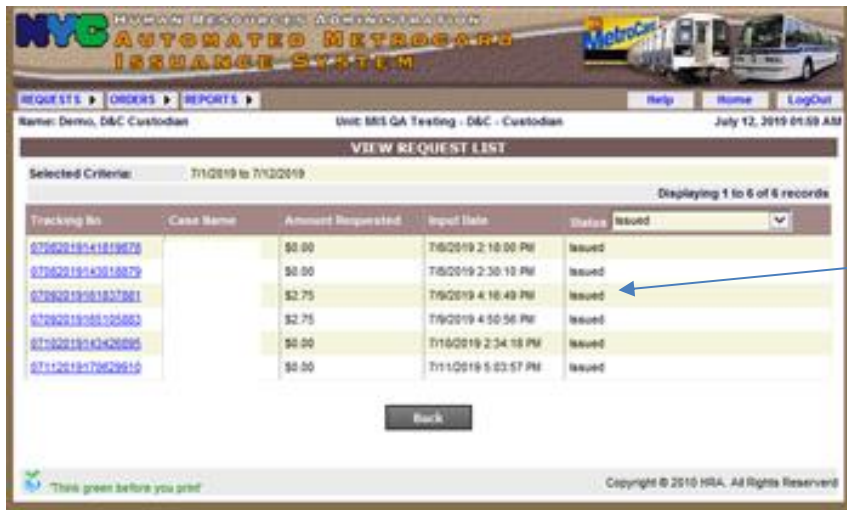 NYC HUMAN RESOURCES ADMINISTRATION
AUTOMATED METROCARD
ISSUANCE SYSTEM
MetroCard
REQUESTS ORDERS REPORTS Help Home LogOut
Name: Demo, D&C Custodian Unit: MIS QA Testing - D&C - Custodian July 12, 2019 01:59 AM
VIEW REQUEST LIST
Selected Criteria: 7/1/2019 to 7/12/2019
Displaying 1 to 6 of 6 records
Tracking No Case Name Amount Requested Input Date Status Issued
$0.00 7/8/2019 2:18:00 PM Issued
$0.00 7/8/2019 2:30:10 PM Issued
$2.75 7/9/2019 4:16:49 PM Issued
$2.75 7/9/2019 4:50:56 PM Issued
$0.00 7/10/2019 2:34:18 PM Issued
$0.00 7/11/2019 5:03:57 PM Issued
Back
'Think green before you print'
Copyright © 2010 HRA. All Rights Reserverd